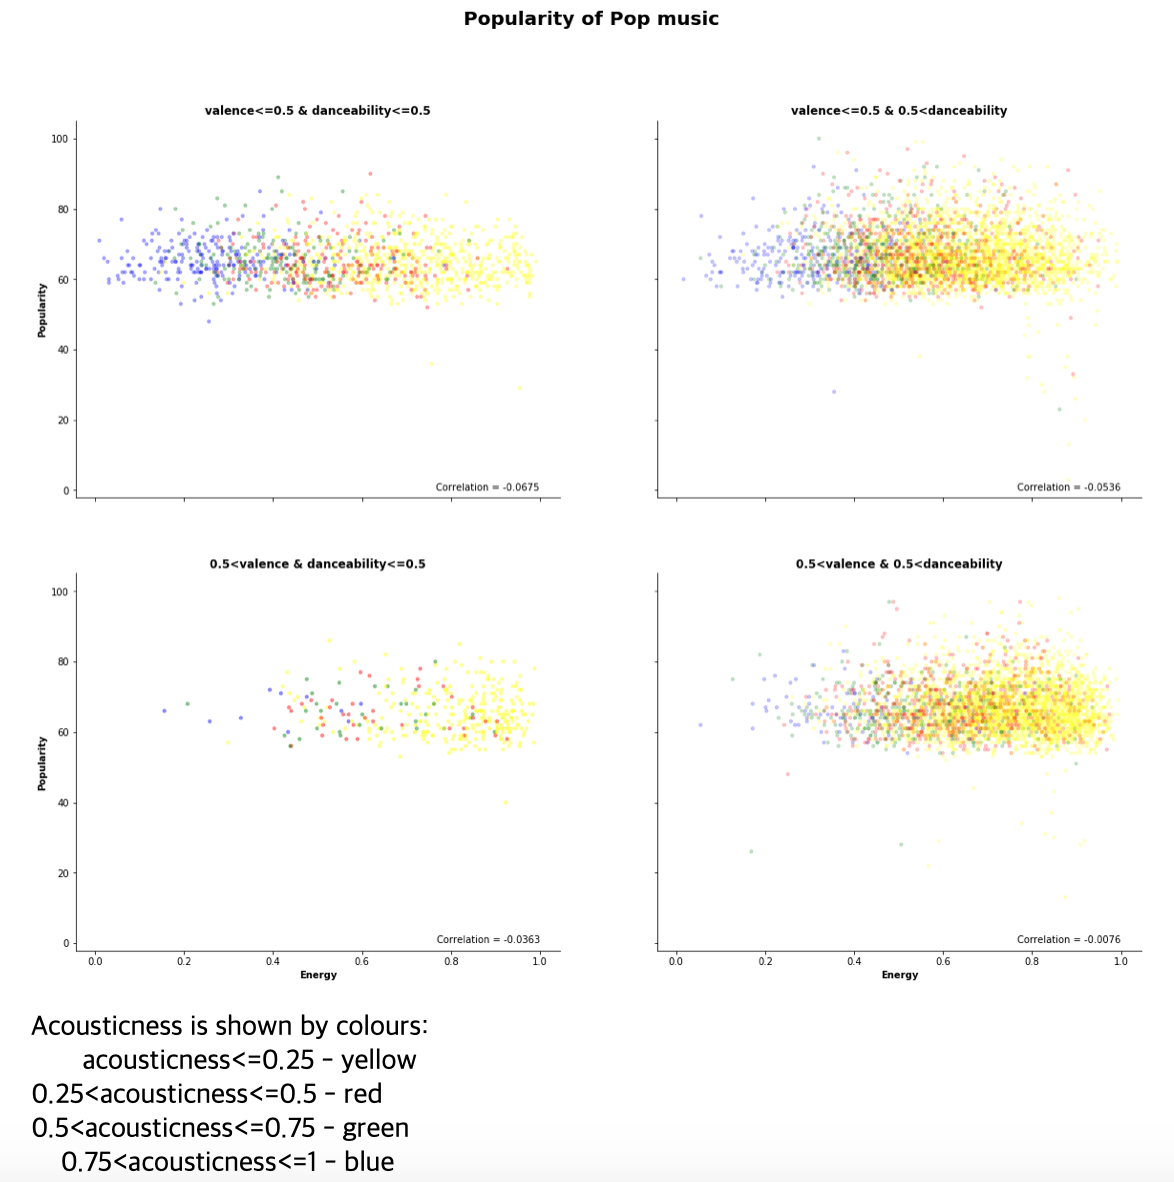 Popularity of Pop music
valence<=0.5 & danceability<=0.5
valence<=0.5 & 0.5<danceability
100
80
60
40
20
0
Popularity
Correlation = -0.0675
Correlation = -0.0536
0.5<valence & danceability<=0.5
0.5<valence & 0.5<danceability
100
80
60
40
20
0
Popularity
Correlation = -0.0363
Correlation = -0.0076
0.0 0.2 0.4 0.6 0.8 1.0
0.0 0.2 0.4 0.6 0.8 1.0
Energy
Energy
Acousticness is shown by colours:
acousticness<=0.25 - yellow
0.25<acousticness<=0.5 - red
0.5<acousticness<=0.75 - green
0.75<acousticness<=1 - blue